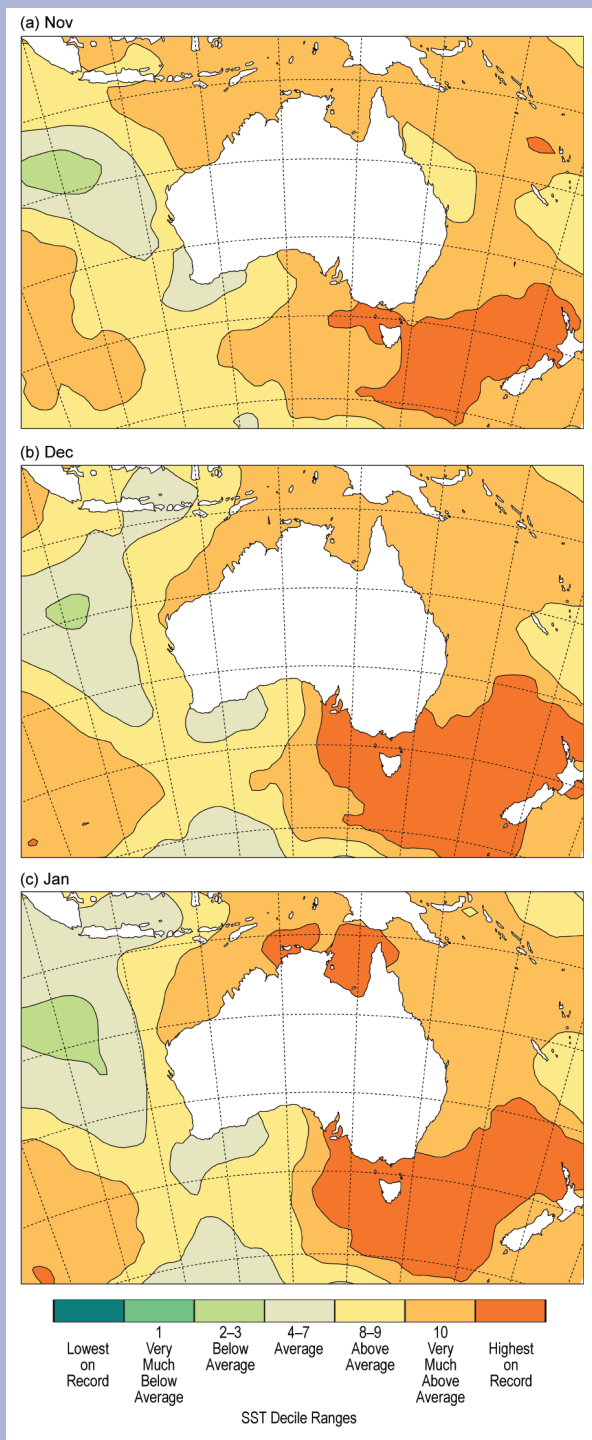 (a) Nov
(b) Dec
(c) Jan
1 2–3 4–7 8–9 10
Lowest Very Below Average Above Very Highest
on Much Average Average Much on
Record Below Above Record
Average Average
SST Decile Ranges